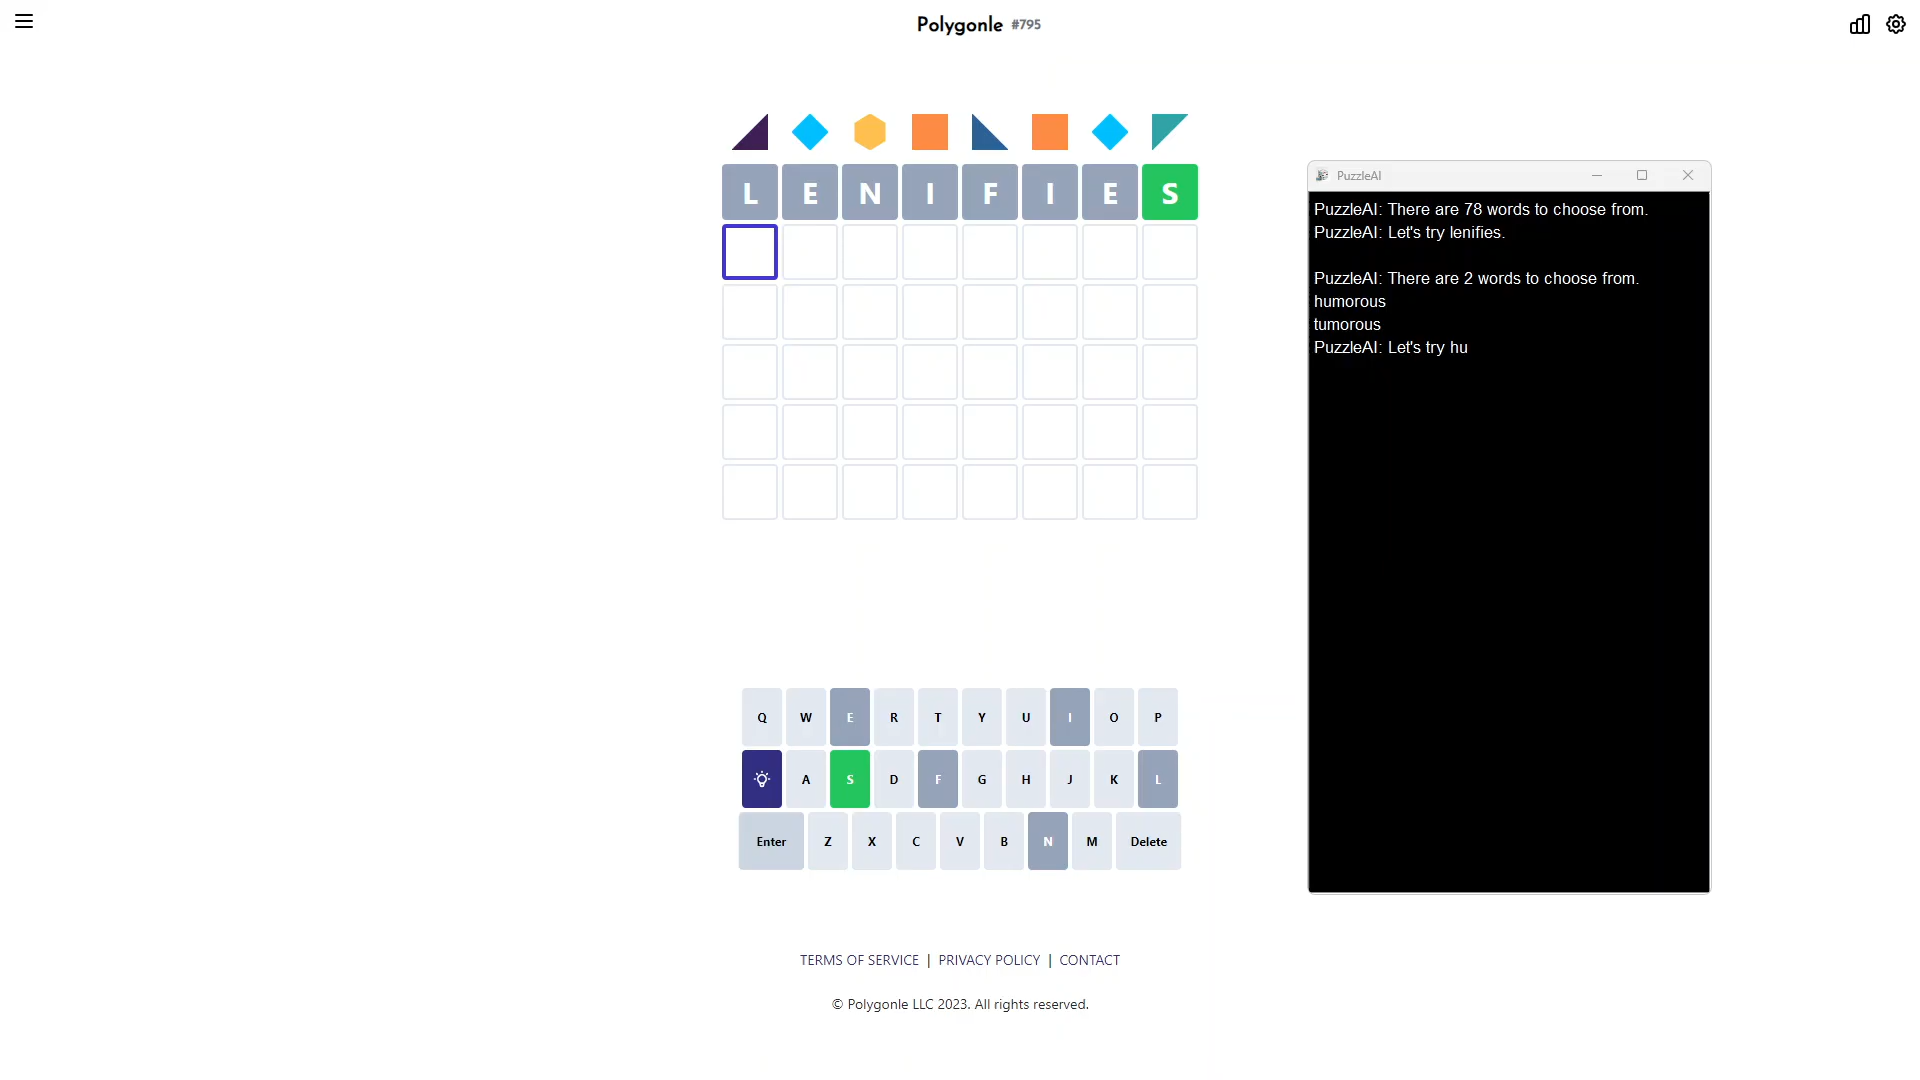 Polygonle #795
L E N I F I E S
PuzzleAI
PuzzleAI: There are 78 words to choose from.
PuzzleAI: Let's try lenifies.
PuzzleAI: There are 2 words to choose from.
humorous
tumorous
PuzzleAI: Let's try hu
Q W E R T Y U I O P
A S D F G H J K L
Enter Z X C V B N M Delete
TERMS OF SERVICE | PRIVACY POLICY | CONTACT
© Polygonle LLC 2023. All rights reserved.